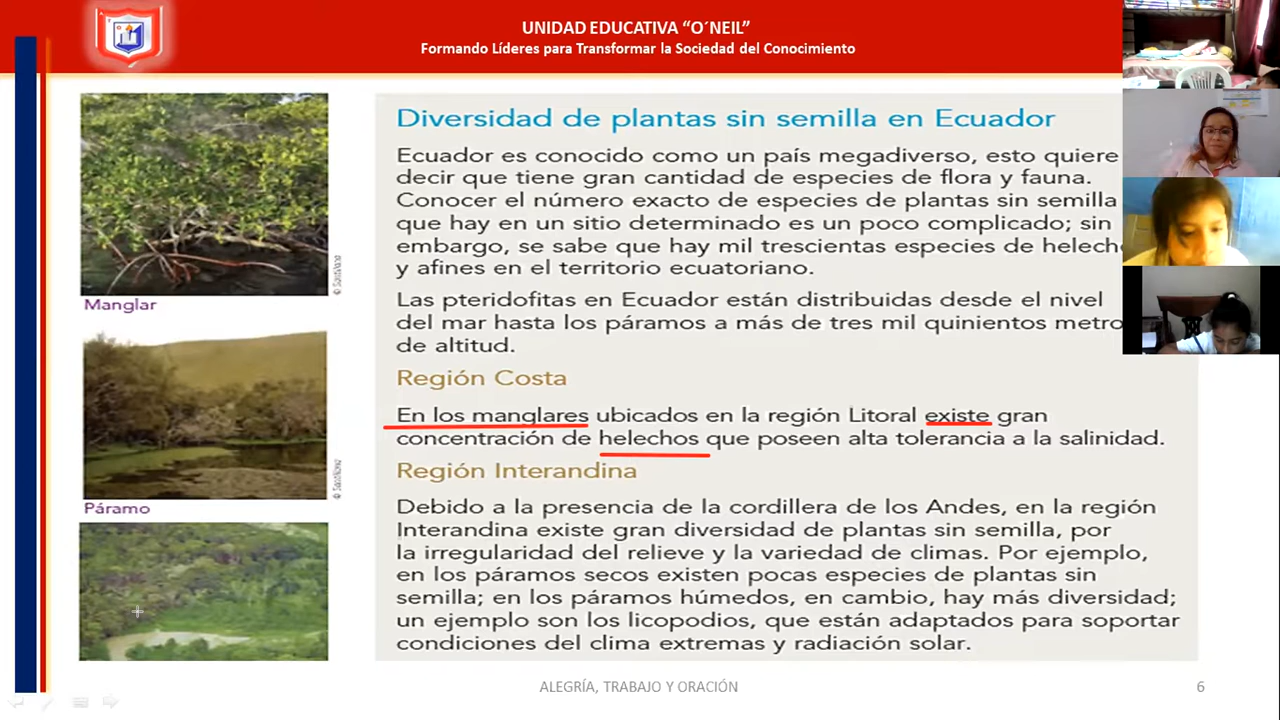 UNIDAD EDUCATIVA “O´NEIL”
Formando Líderes para Transformar la Sociedad del Conocimiento
Manglar
© Santillana
Páramo
© Santillana
Diversidad de plantas sin semilla en Ecuador
Ecuador es conocido como un país megadiverso, esto quiere
decir que tiene gran cantidad de especies de flora y fauna.
Conocer el número exacto de especies de plantas sin semilla
que hay en un sitio determinado es un poco complicado; sin
embargo, se sabe que hay mil trescientas especies de helech
y afines en el territorio ecuatoriano.
Las pteridofitas en Ecuador están distribuidas desde el nivel
del mar hasta los páramos a más de tres mil quinientos metro
de altitud.
Región Costa
En los manglares ubicados en la región Litoral existe gran
concentración de helechos que poseen alta tolerancia a la salinidad.
Región Interandina
Debido a la presencia de la cordillera de los Andes, en la región
Interandina existe gran diversidad de plantas sin semilla, por
la irregularidad del relieve y la variedad de climas. Por ejemplo,
en los páramos secos existen pocas especies de plantas sin
semilla; en los páramos húmedos, en cambio, hay más diversidad;
un ejemplo son los licopodios, que están adaptados para soportar
condiciones del clima extremas y radiación solar.
ALEGRÍA, TRABAJO Y ORACIÓN
6